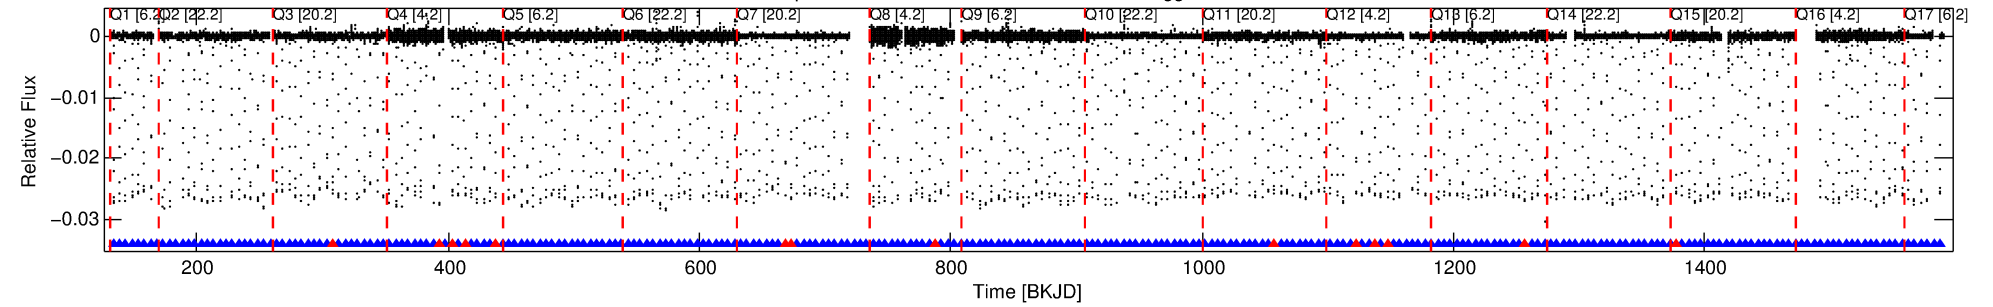 Q1 [6.2] Q2 [22.2] Q3 [20.2] Q4 [4.2] Q5 [6.2] Q6 [22.2] Q7 [20.2] Q8 [4.2] Q9 [6.2] Q10 [22.2] Q11 [20.2] Q12 [4.2] Q13 [6.2] Q14 [22.2] Q15 [20.2] Q16 [4.2] Q17 [6.2]
0
−0.01
−0.02
−0.03
Relative Flux
200 400 600 800 1000 1200 1400
Time [BKJD]